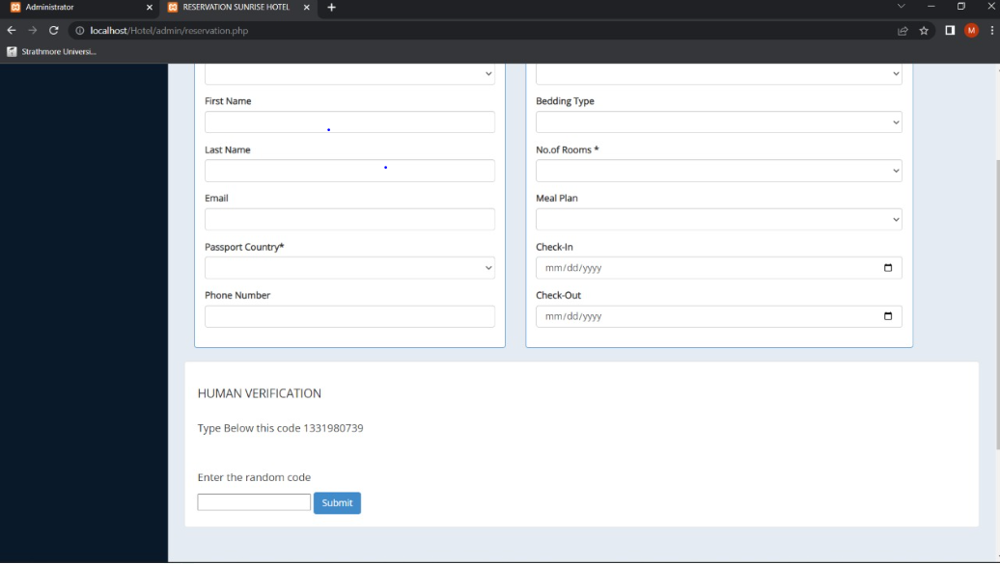 Administrator
RESERVATION SUNRISE HOTEL
localhost/Hotel/admin/reservation.php
M
Strathmore Universi...
First Name
Last Name
Email
Passport Country*
Phone Number
Bedding Type
No.of Rooms *
Meal Plan
Check-In
mm/dd/yyyy
Check-Out
mm/dd/yyyy
HUMAN VERIFICATION
Type Below this code 1331980739
Enter the random code
Submit